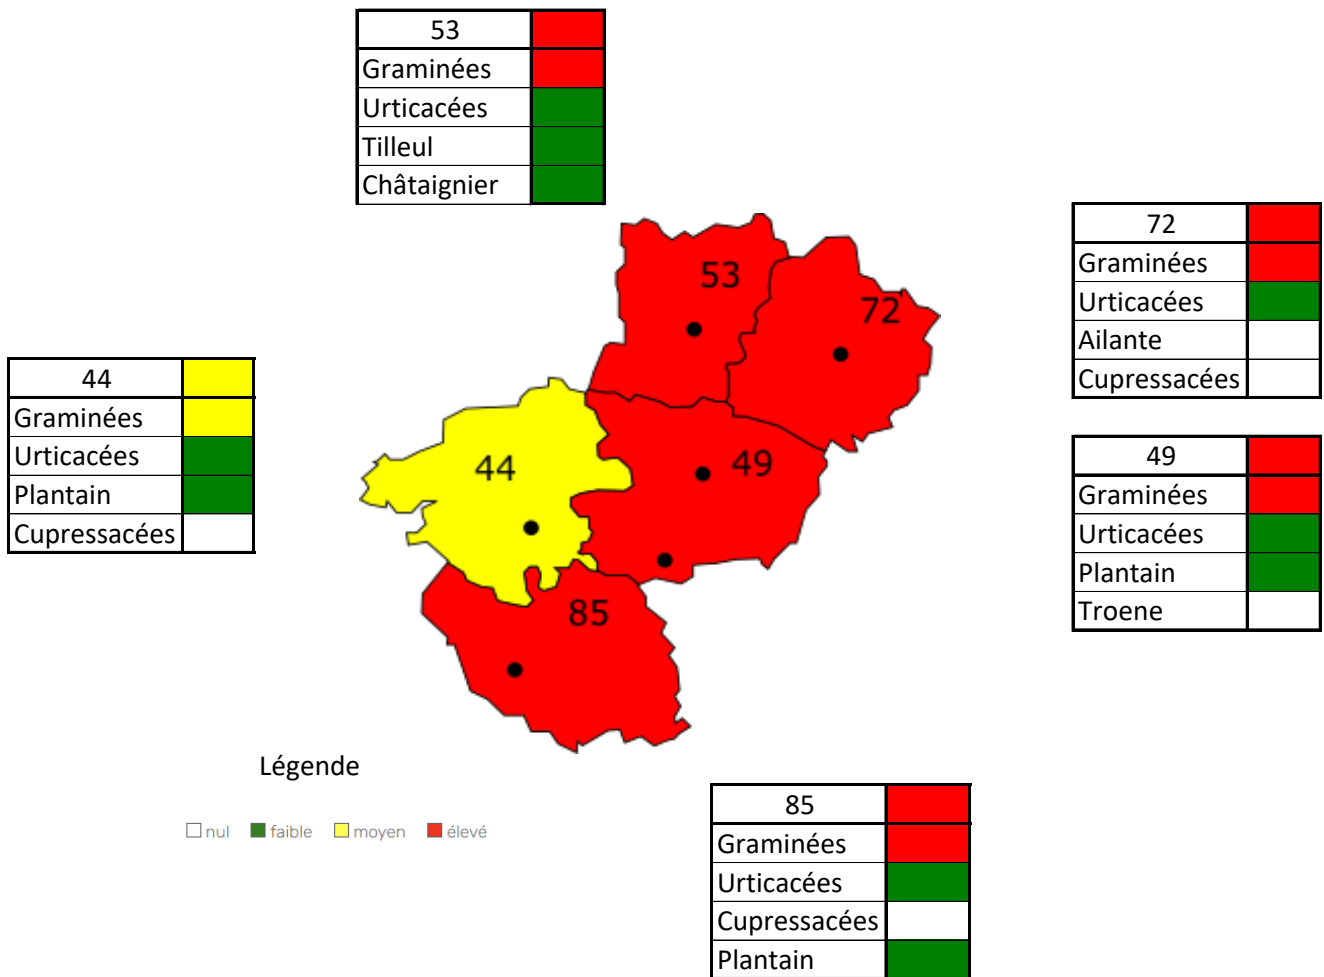 53
Graminées
Urticacées
Tilleul
Châtaignier
72
Graminées
Urticacées
Ailante
Cupressacées
53
72
44
Graminées
Urticacées
Plantain
Cupressacées
44
49
85
49
Graminées
Urticacées
Plantain
Troene
Légende
nul faible moyen élevé
85
Graminées
Urticacées
Cupressacées
Plantain